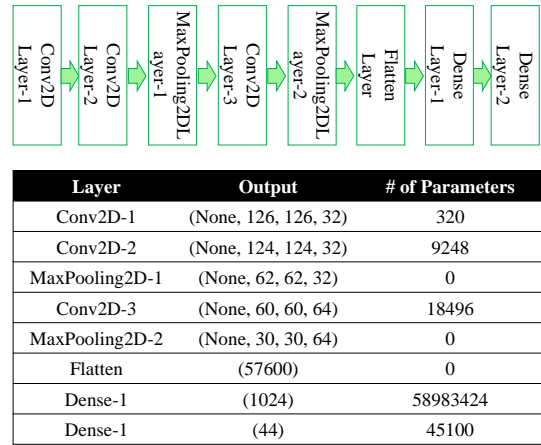 Conv2D
Layer-1
Conv2D
Layer-2
MaxPooling2DL
ayer-1
Conv2D
Layer-3
MaxPooling2DL
ayer-2
Flatten
Layer
Dense
Layer-1
Dense
Layer-2
Layer Output # of Parameters
Conv2D-1 (None, 126, 126, 32) 320
Conv2D-2 (None, 124, 124, 32) 9248
MaxPooling2D-1 (None, 62, 62, 32) 0
Conv2D-3 (None, 60, 60, 64) 18496
MaxPooling2D-2 (None, 30, 30, 64) 0
Flatten (57600) 0
Dense-1 (1024) 58983424
Dense-1 (44) 45100